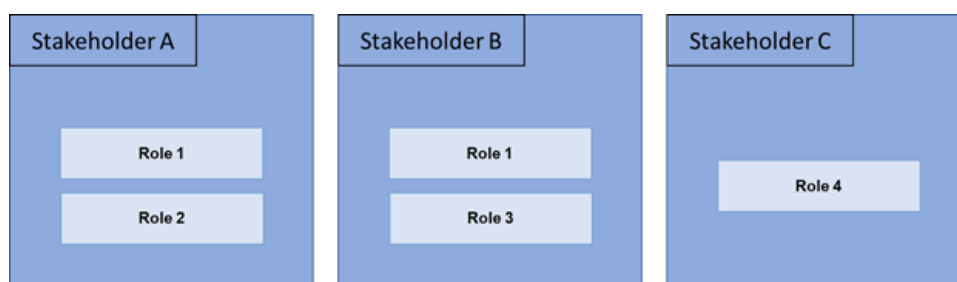 Stakeholder A
Role 1
Role 2
Stakeholder B
Role 1
Role 3
Stakeholder C
Role 4